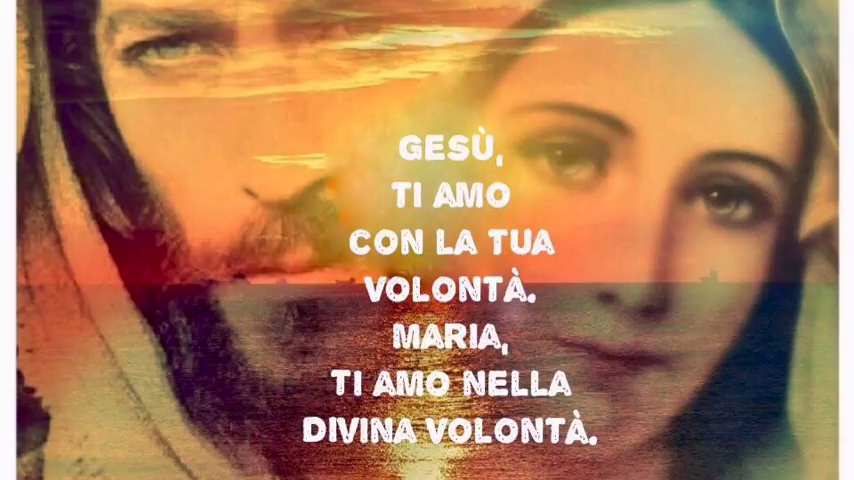 GESÙ,
TI AMO
CON LA TUA
VOLONTÀ.
MARIA,
TI AMO NELLA
DIVINA VOLONTÀ.